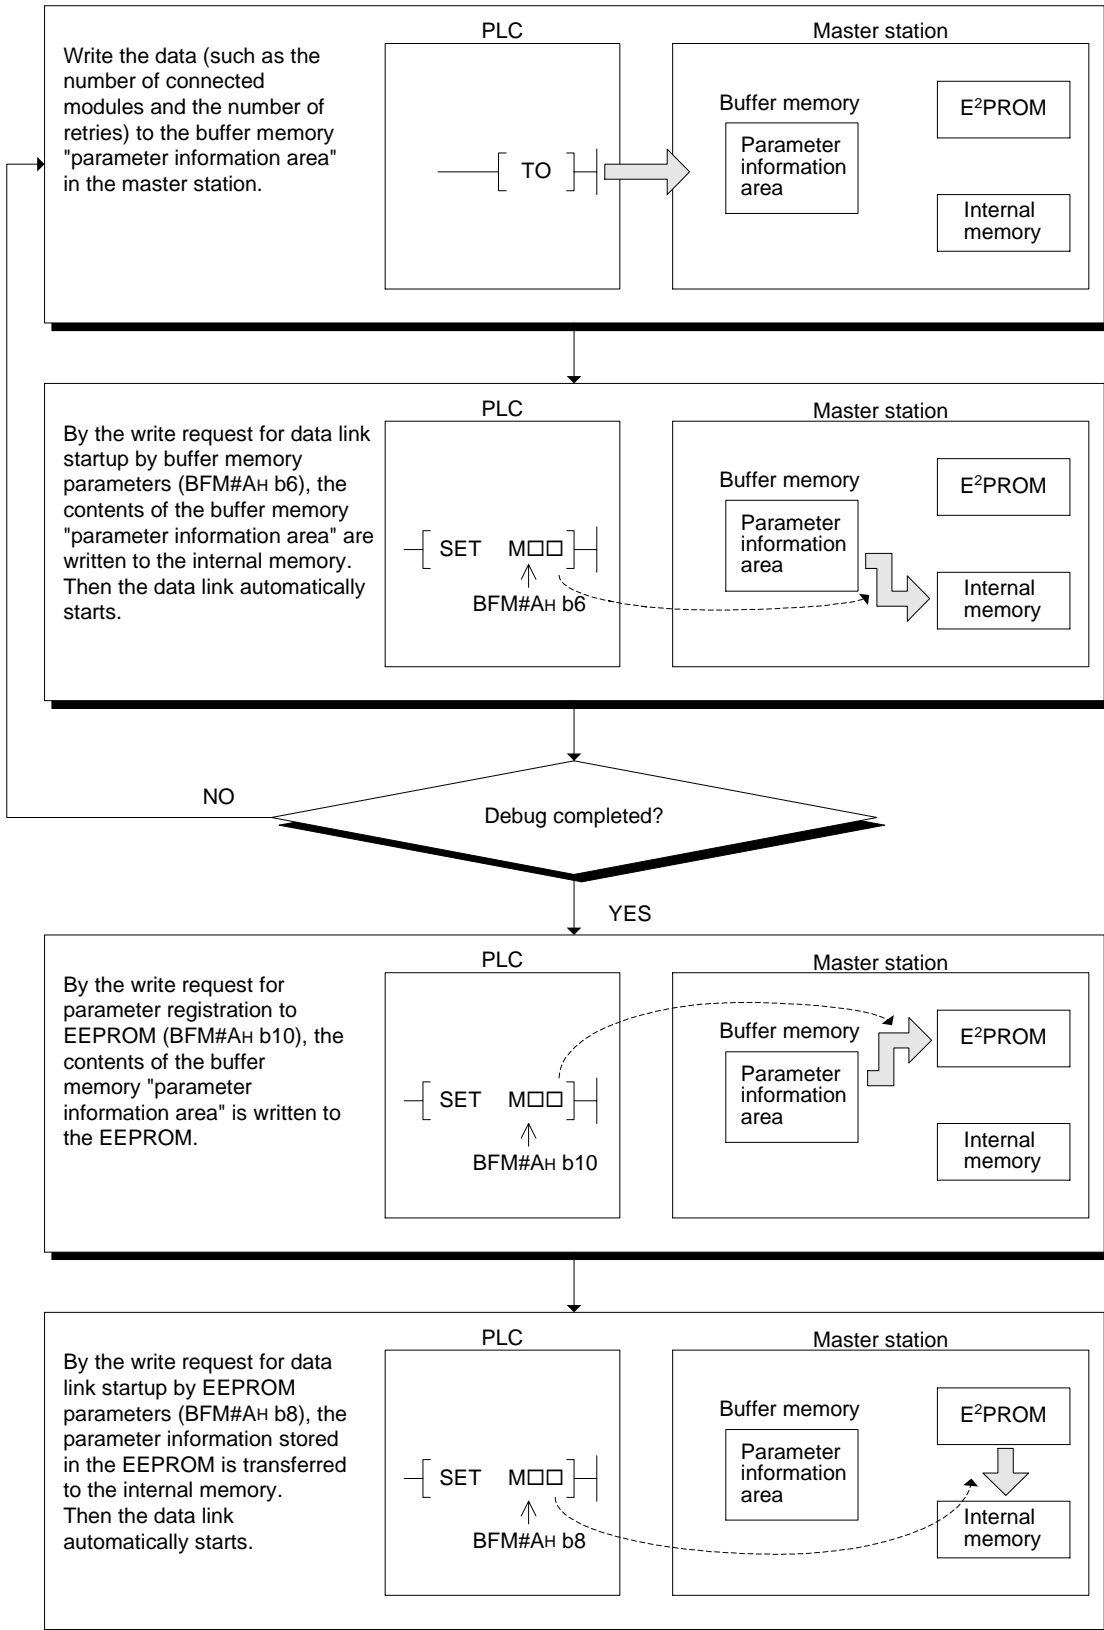 PLC
Master station
Write the data (such as the
number of connected
modules and the number of
retries) to the buffer memory
"parameter information area"
in the master station.
TO
Buffer memory
Parameter
information
area
E²PROM
Internal
memory
PLC
Master station
By the write request for data link
startup by buffer memory
parameters (BFM#AH b6), the
contents of the buffer memory
"parameter information area" are
written to the internal memory.
Then the data link automatically
starts.
SET M□□
BFM#AH b6
Buffer memory
Parameter
information
area
E²PROM
Internal
memory
NO
Debug completed?
YES
PLC
Master station
By the write request for
parameter registration to
EEPROM (BFM#AH b10), the
contents of the buffer
memory "parameter
information area" is written to
the EEPROM.
SET M□□
BFM#AH b10
Buffer memory
Parameter
information
area
E²PROM
Internal
memory
PLC
Master station
By the write request for data
link startup by EEPROM
parameters (BFM#AH b8), the
parameter information stored
in the EEPROM is transferred
to the internal memory.
Then the data link
automatically starts.
SET M□□
BFM#AH b8
Buffer memory
Parameter
information
area
E²PROM
Internal
memory